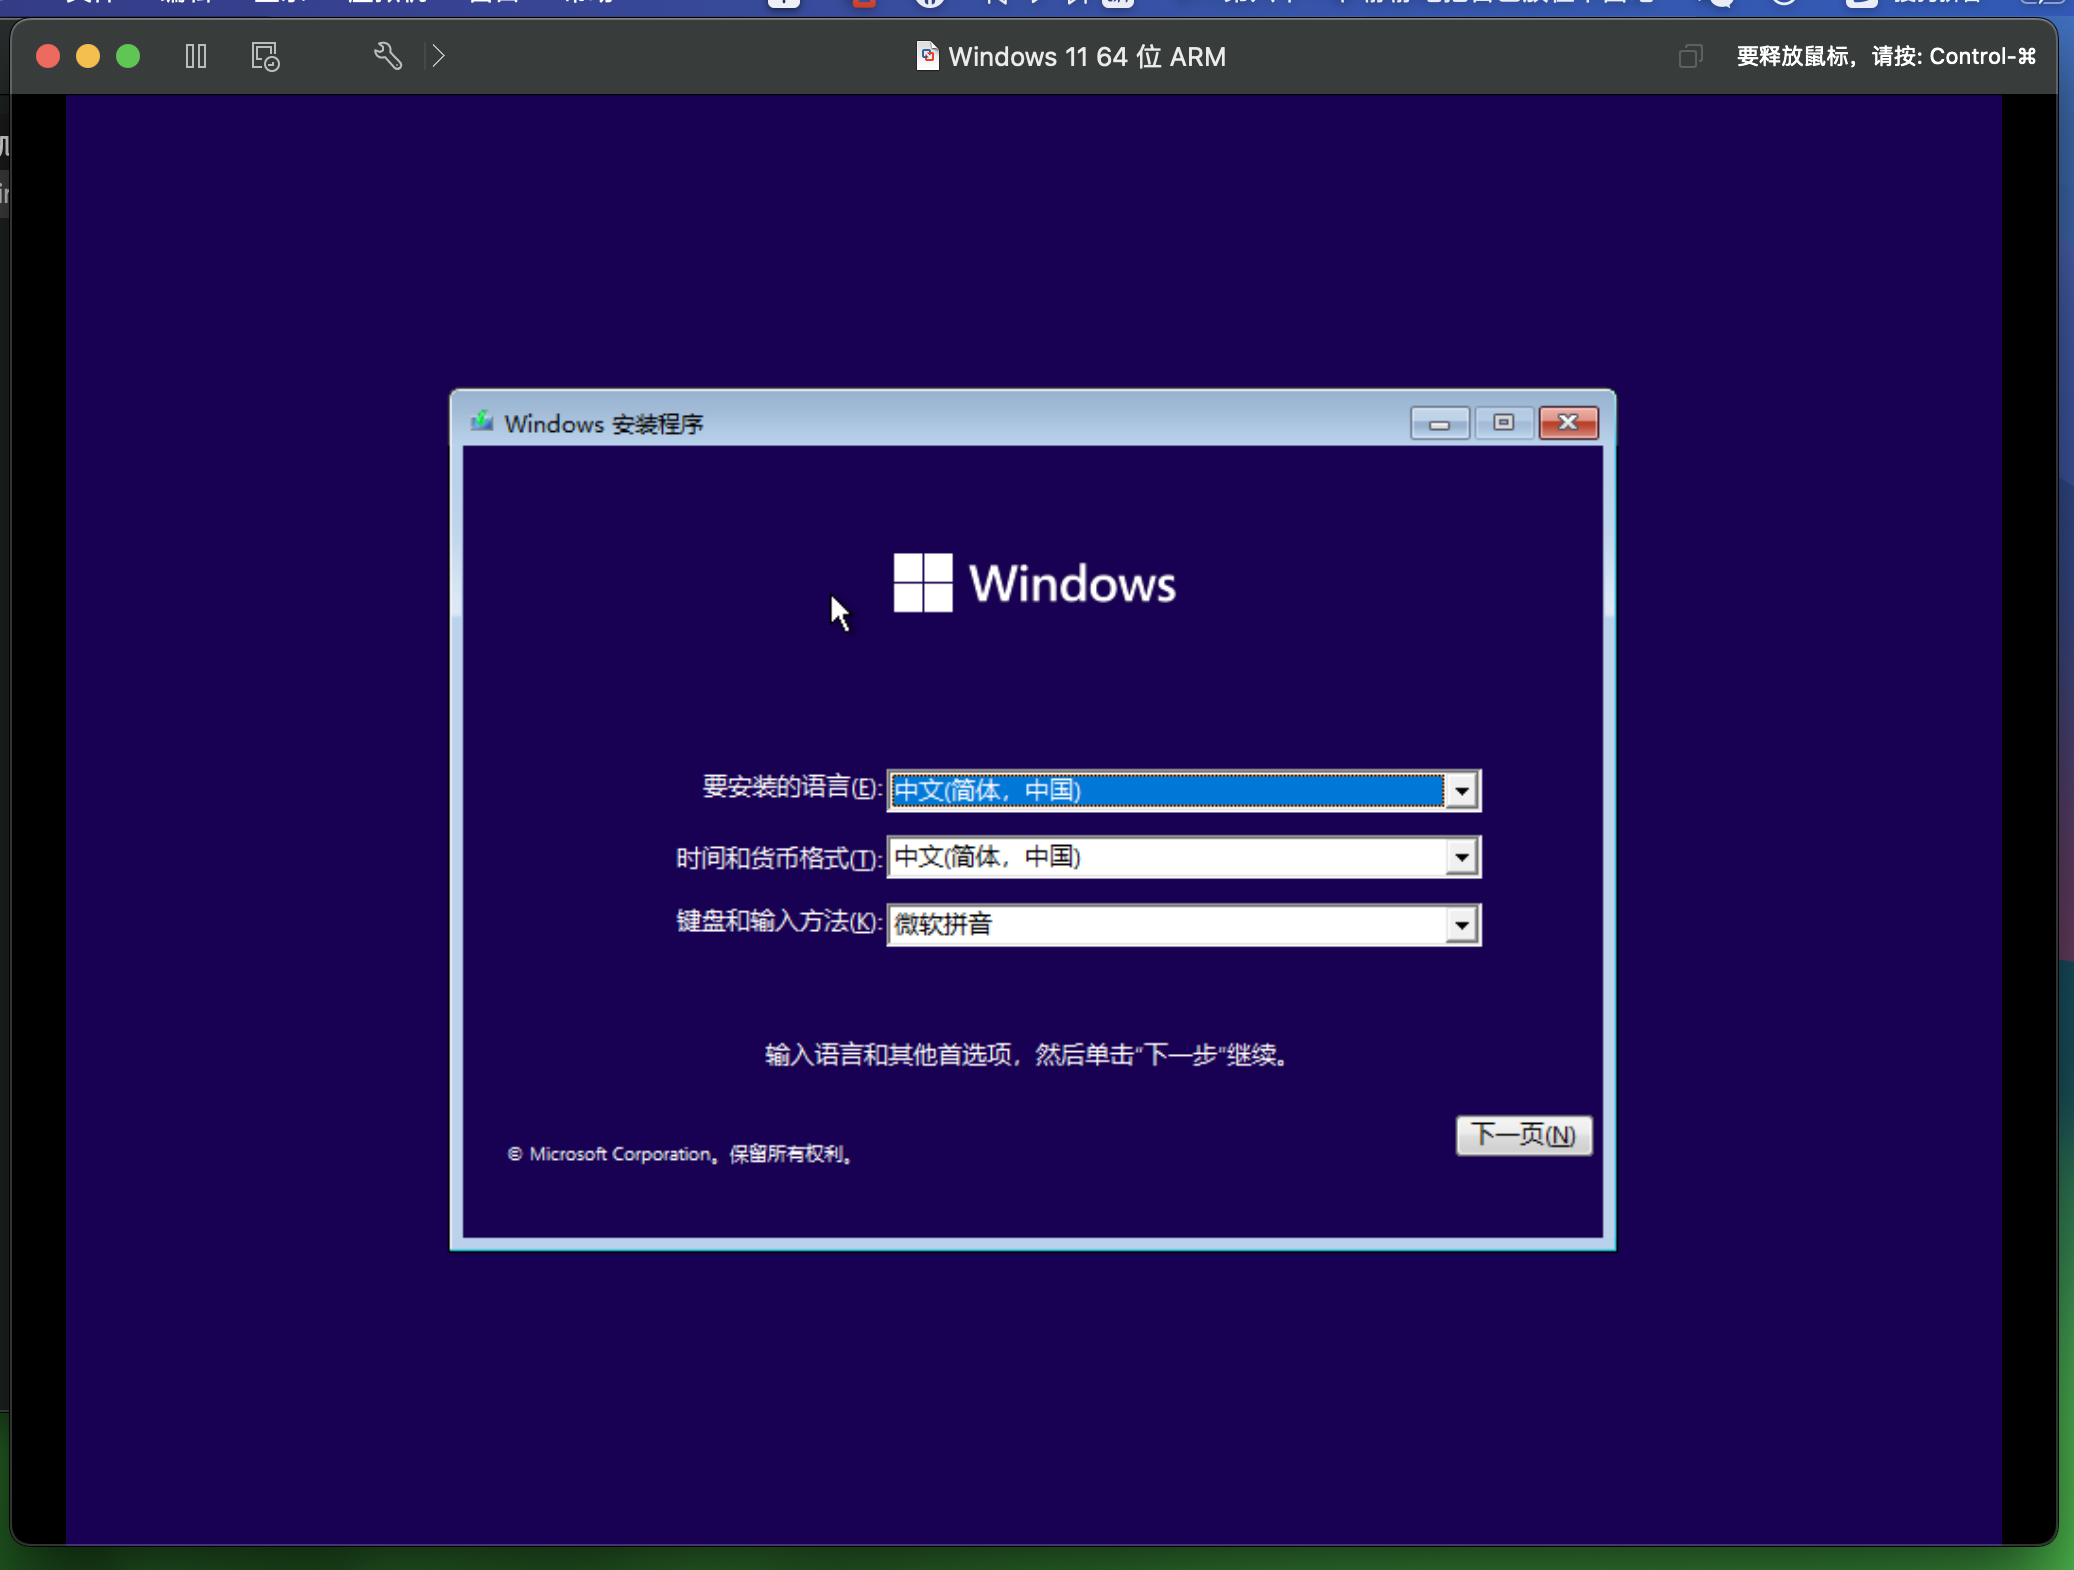 Windows 11 64 位 ARM
要释放鼠标，请按: Control-⌘
Windows 安装程序
Windows
要安装的语言(E): 中文(简体，中国)
时间和货币格式(T): 中文(简体，中国)
键盘和输入方法(K): 微软拼音
输入语言和其他首选项，然后单击“下一步”继续。
下一页(N)
© Microsoft Corporation。保留所有权利。